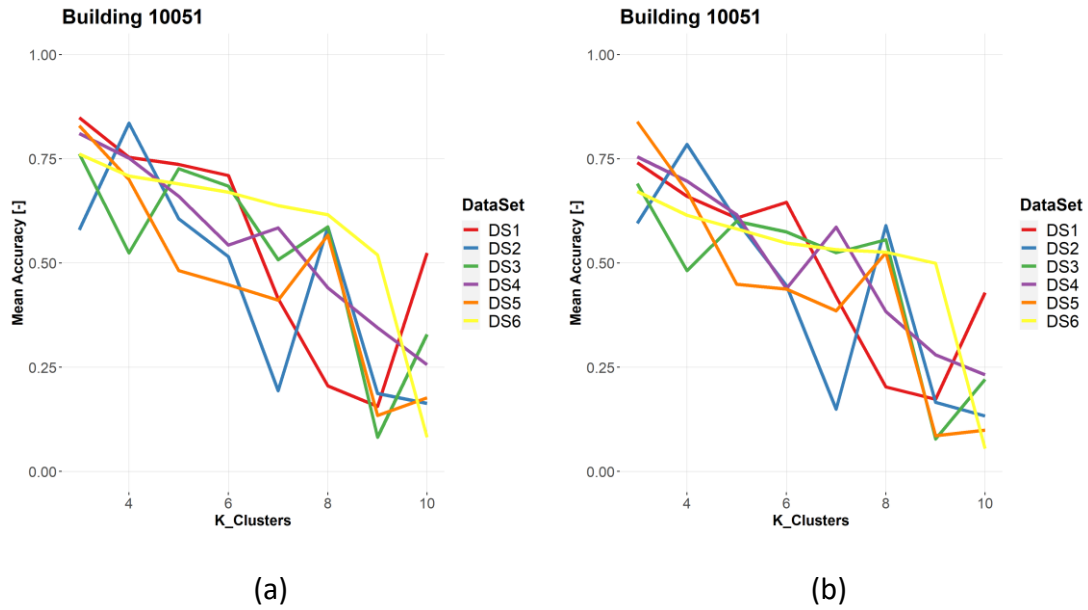 Building 10051
1.00
0.75
0.50
0.25
0.00
Mean Accuracy [-]
4
6
8
10
K_Clusters
DataSet
DS1
DS2
DS3
DS4
DS5
DS6
(a)
Building 10051
1.00
0.75
0.50
0.25
0.00
Mean Accuracy [-]
4
6
8
10
K_Clusters
DataSet
DS1
DS2
DS3
DS4
DS5
DS6
(b)